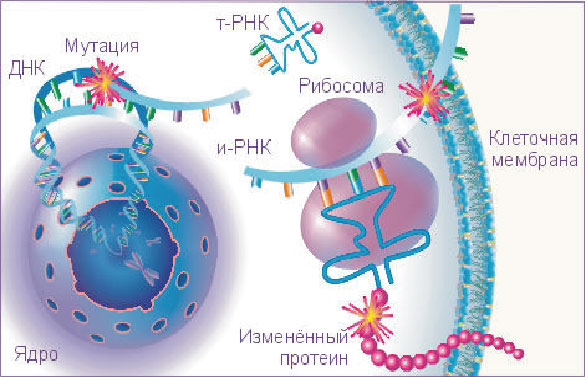 т-РНК
Мутация
ДНК
Рибосома
и-РНК
Клеточная
мембрана
Изменённый
протеин
Ядро